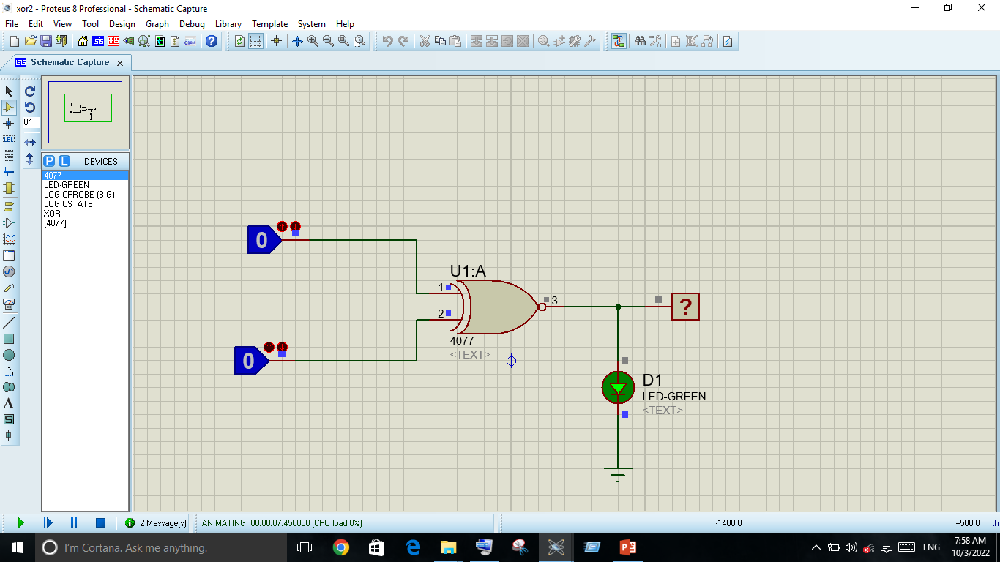 xor2 - Proteus 8 Professional - Schematic Capture
File Edit View Tool Design Graph Debug Library Template System Help
Schematic Capture
0°
LBL
P L DEVICES
4077
LED-GREEN
LOGICPROBE (BIG)
LOGICSTATE
XOR
[4077]
0
U1:A
1
3
?
2
4077
<TEXT>
0
D1
LED-GREEN
<TEXT>
A
S
2 Message(s) ANIMATING: 00:00:07.450000 (CPU load 0%) -1400.0 +500.0 th
I'm Cortana. Ask me anything.
ENG
7:58 AM
10/3/2022